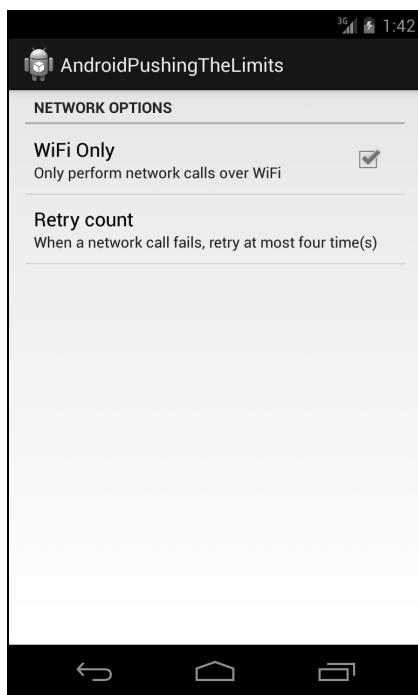 3G 1:42
AndroidPushingTheLimits
NETWORK OPTIONS
WiFi Only
Only perform network calls over WiFi
Retry count
When a network call fails, retry at most four time(s)